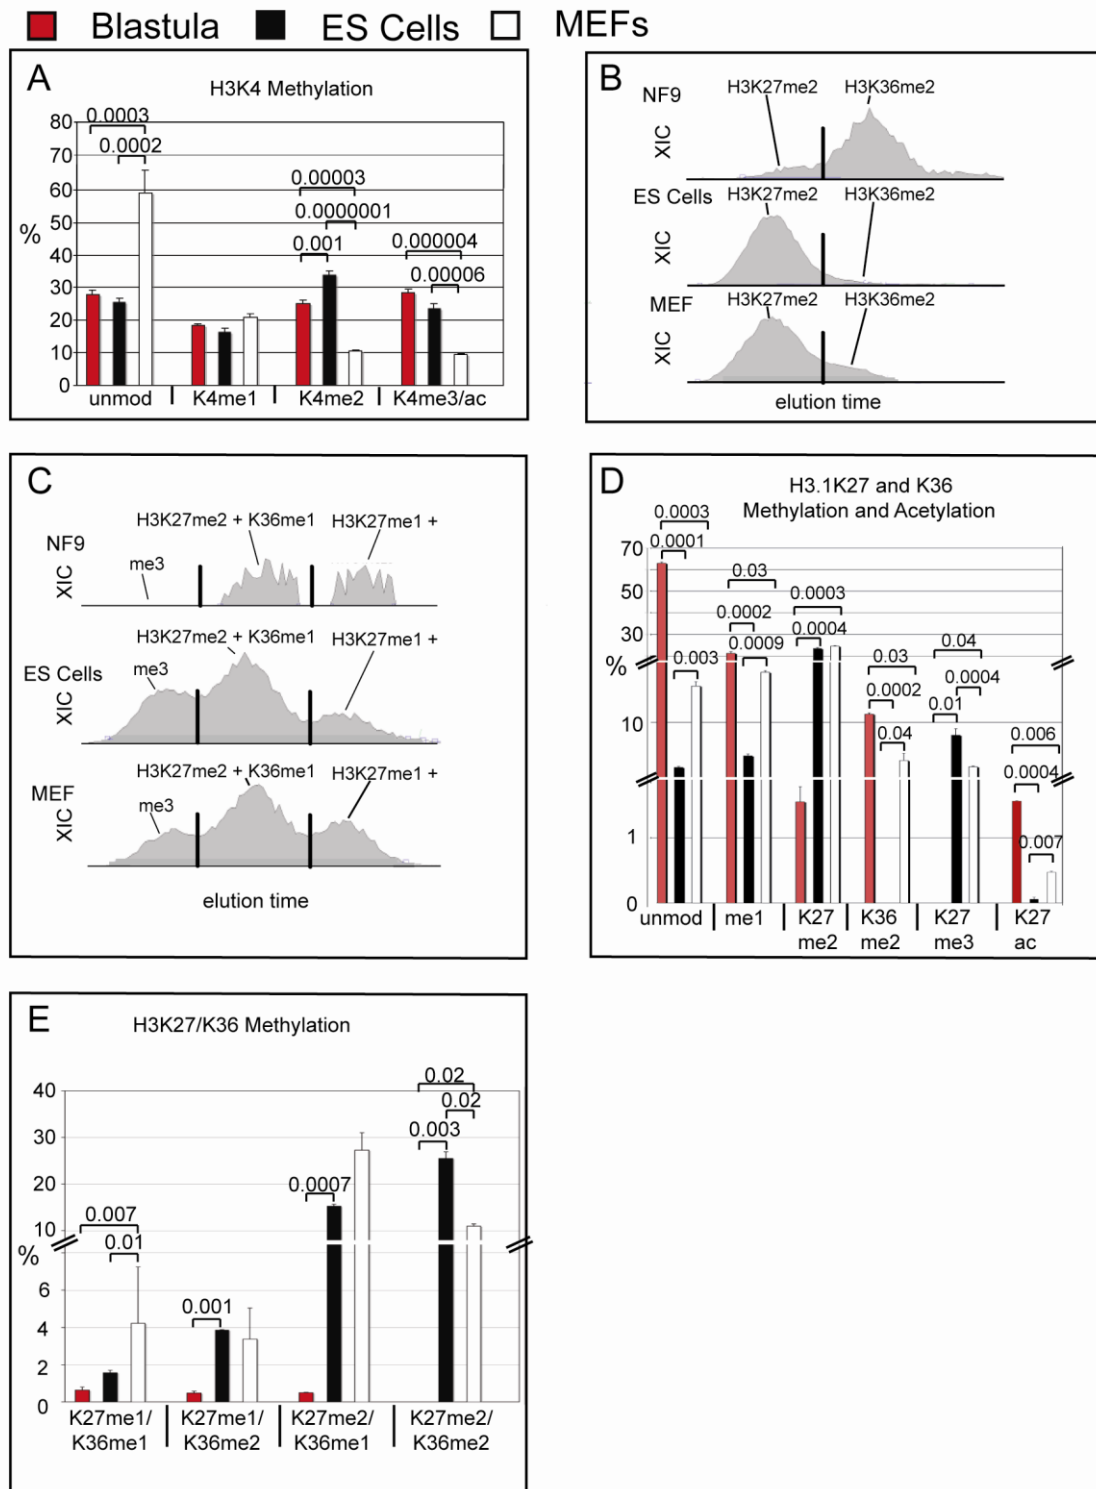 Blastula ES Cells MEFs
A
H3K4 Methylation
0.0003
0.0002
0.00003
0.0000001
0.001
0.000004
0.00006
80
70
60
50
40
30
20
10
0
%
unmod K4me1 K4me2 K4me3/ac
B
NF9
XIC
H3K27me2 H3K36me2
ES Cells
XIC
H3K27me2 H3K36me2
MEF
XIC
H3K27me2 H3K36me2
elution time
C
NF9
XIC
me3
H3K27me2 + K36me1 H3K27me1 +
ES Cells
XIC
me3
H3K27me2 + K36me1 H3K27me1 +
MEF
XIC
me3
H3K27me2 + K36me1 H3K27me1 +
elution time
D
H3.1K27 and K36
Methylation and Acetylation
0.0003
0.0001
0.003
0.03
0.0002
0.0009
0.0003
0.0004
0.03
0.0002
0.04
0.04
0.0004
0.01
0.006
0.0004
0.007
70
50
30
%
10
1
0
unmod me1 K27 K36 K27 K27
me2 me2 me3 ac
E
H3K27/K36 Methylation
0.007
0.01
0.001
0.0007
0.02
0.02
0.003
40
30
20
10
%
6
4
2
0
K27me1/ K27me1/ K27me2/ K27me2/
K36me1 K36me2 K36me1 K36me2